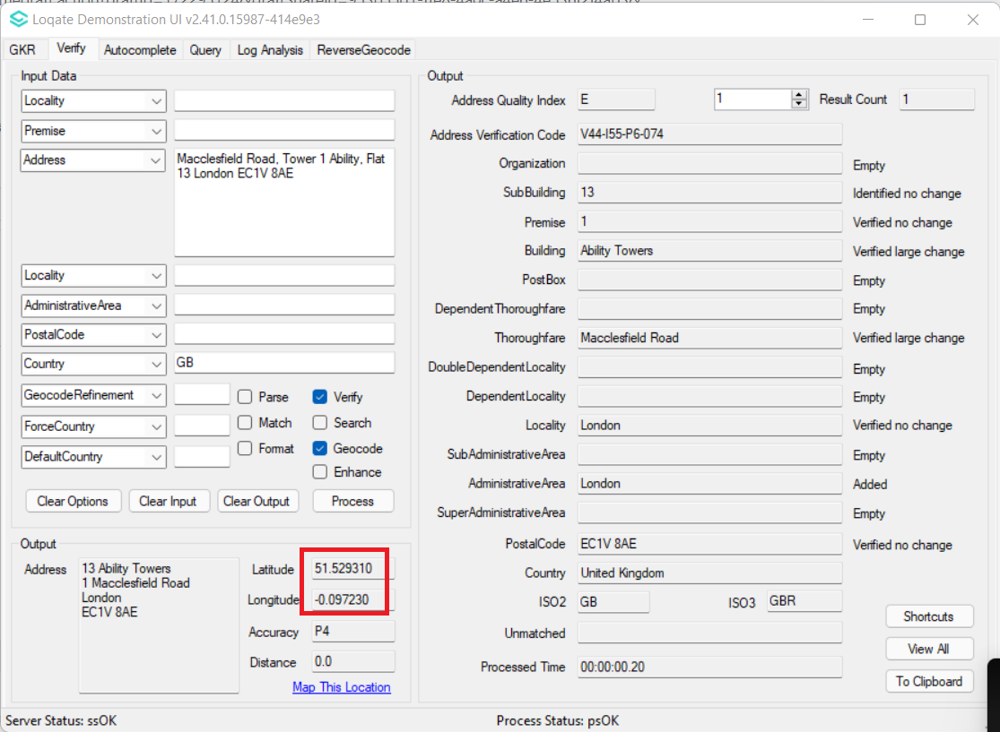 Loqate Demonstration UI v2.41.0.15987-414e9e3
GKR Verify Autocomplete Query Log Analysis ReverseGeocode
Input Data
Locality
Premise
Address
Macclesfield Road, Tower 1 Ability, Flat
13 London EC1V 8AE
Locality
AdministrativeArea
PostalCode
Country GB
GeocodeRefinement Parse Verify
ForceCountry Match Search
DefaultCountry Format Geocode
Enhance
Clear Options Clear Input Clear Output Process
Output
Address
13 Ability Towers
1 Macclesfield Road
London
EC1V 8AE
Latitude 51.529310
Longitude -0.097230
Accuracy P4
Distance 0.0
Map This Location
Output
Address Quality Index E 1 Result Count 1
Address Verification Code V44-I55-P6-074
Organization Empty
SubBuilding 13 Identified no change
Premise 1 Verified no change
Building Ability Towers Verified large change
PostBox Empty
DependentThoroughfare Empty
Thoroughfare Macclesfield Road Verified large change
DoubleDependentLocality Empty
DependentLocality Empty
Locality London Verified no change
SubAdministrativeArea Empty
AdministrativeArea London Added
SuperAdministrativeArea Empty
PostalCode EC1V 8AE Verified no change
Country United Kingdom
ISO2 GB ISO3 GBR
Unmatched
Processed Time 00:00:00.20
Shortcuts
View All
To Clipboard
Server Status: ssOK Process Status: psOK